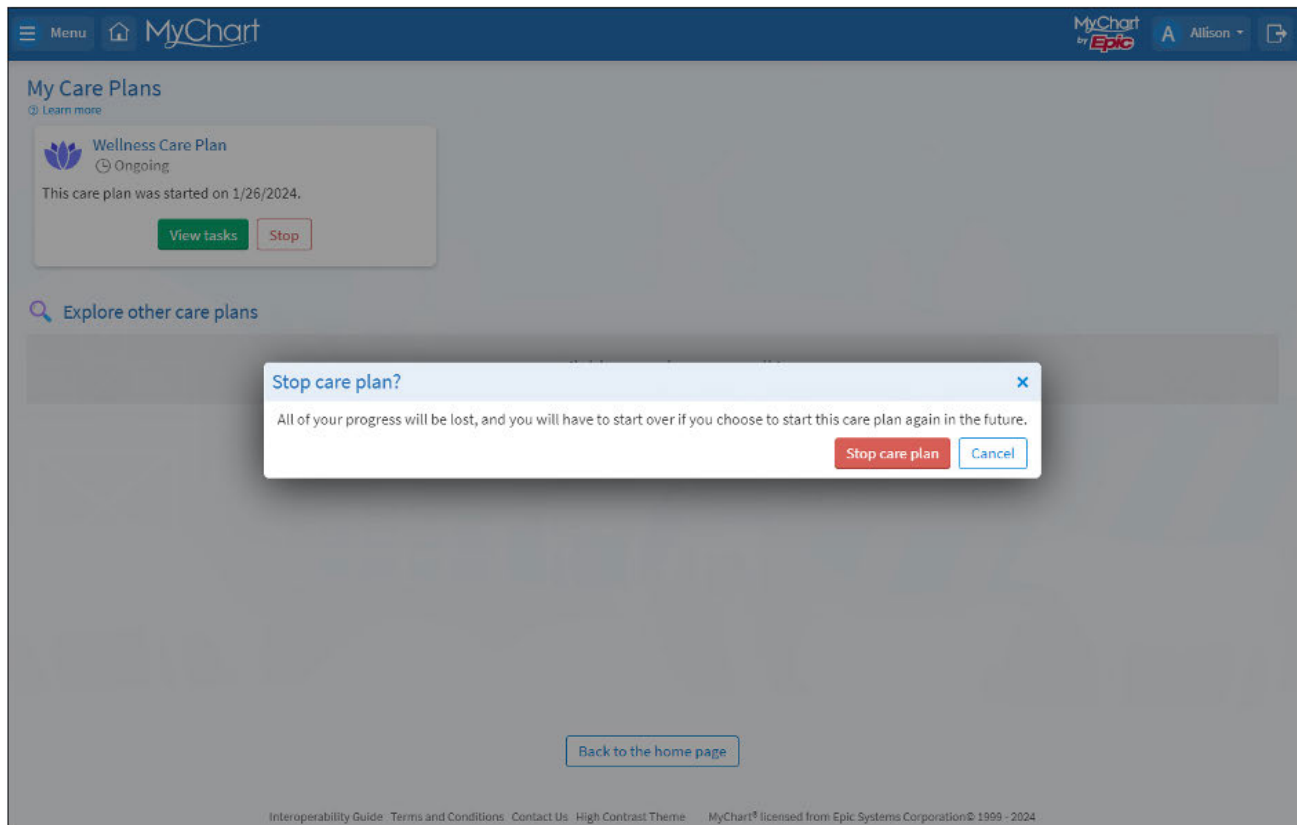 Menu MyChart MyChart by Epic A Allison
My Care Plans
Learn more
Wellness Care Plan
Ongoing
This care plan was started on 1/26/2024.
View tasks Stop
Explore other care plans
Stop care plan?
All of your progress will be lost, and you will have to start over if you choose to start this care plan again in the future.
Stop care plan Cancel
Back to the home page
Interoperability Guide Terms and Conditions Contact Us High Contrast Theme MyChart® licensed from Epic Systems Corporation© 1999 - 2024